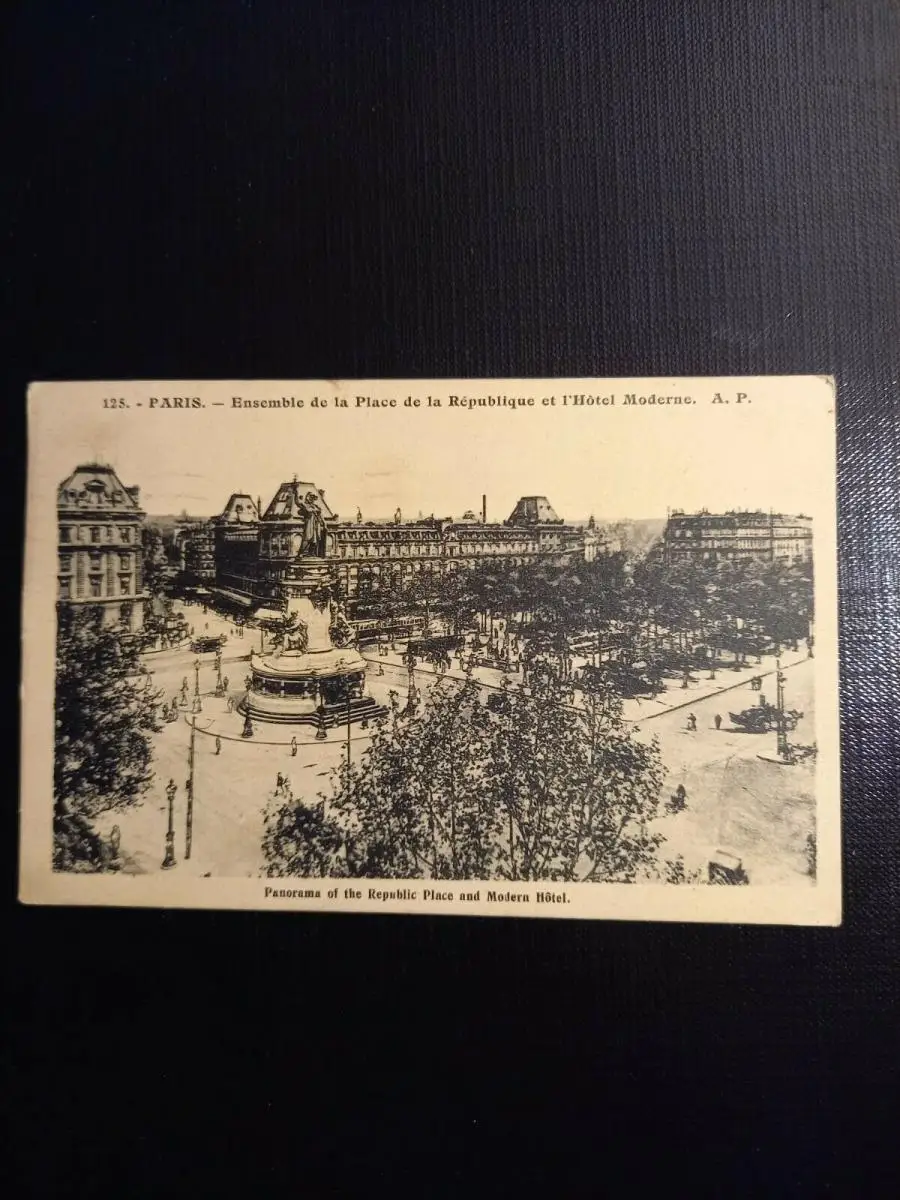 125. - PARIS. — Ensemble de la Place de la République et l'Hôtel Moderne. A. P.
Panorama of the Republic Place and Modern Hôtel.